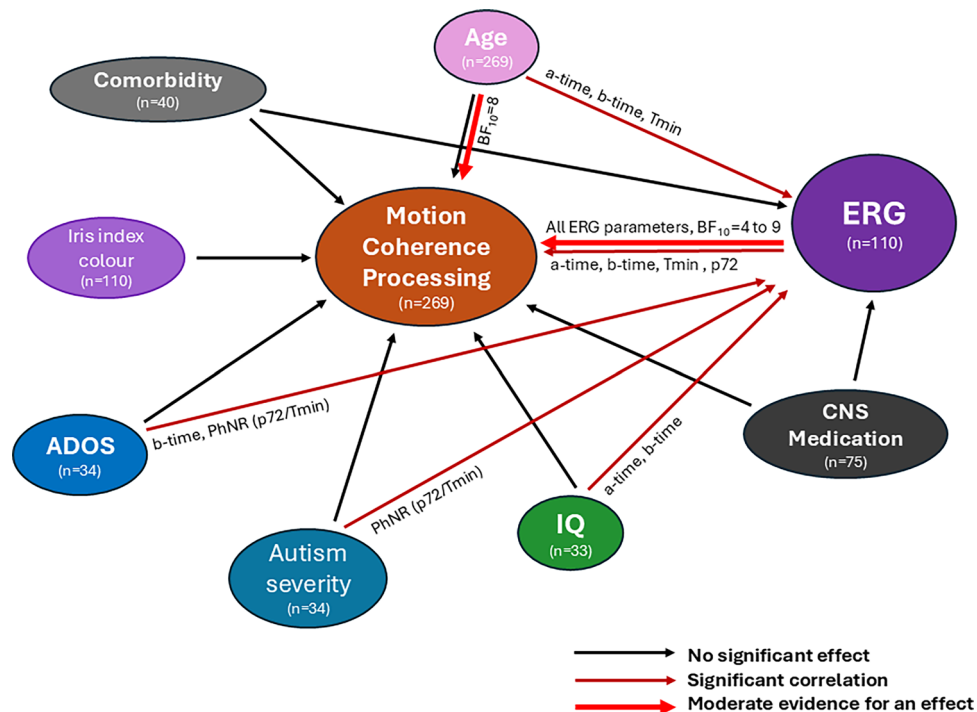 Age
(n=269)
Comorbidity
(n=40)
a-time, b-time, Tmin
BF₁₀=8
ERG
(n=110)
Motion
Coherence
Processing
(n=269)
Iris index
colour
(n=110)
All ERG parameters, BF₁₀=4 to 9
a-time, b-time, Tmin , p72
ADOS
(n=34)
b-time, PhNR (p72/Tmin)
CNS
Medication
(n=75)
PhNR (p72/Tmin)
a-time, b-time
IQ
(n=33)
Autism
severity
(n=34)
No significant effect
Significant correlation
Moderate evidence for an effect